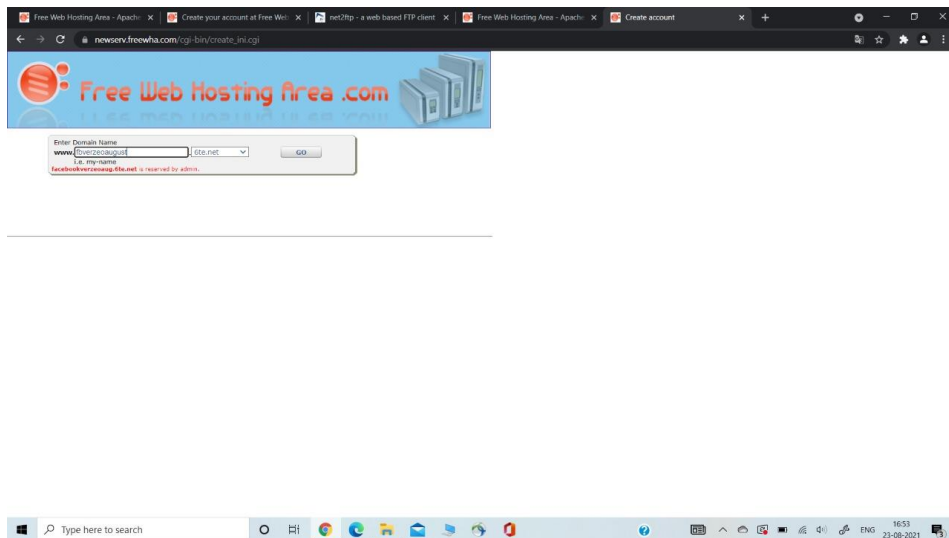 Free Web Hosting Area - Apache
Create your account at Free Web
net2ftp - a web based FTP client
Free Web Hosting Area - Apache
Create account
newserv.freewha.com/cgi-bin/create_ini.cgi
Free Web Hosting Area .com
Enter Domain Name
www. fbverzeoaugust . 6te.net GO
i.e. my-name
facebookverzeoaug.6te.net is reserved by admin.
Type here to search
ENG
16:53
23-08-2021
3